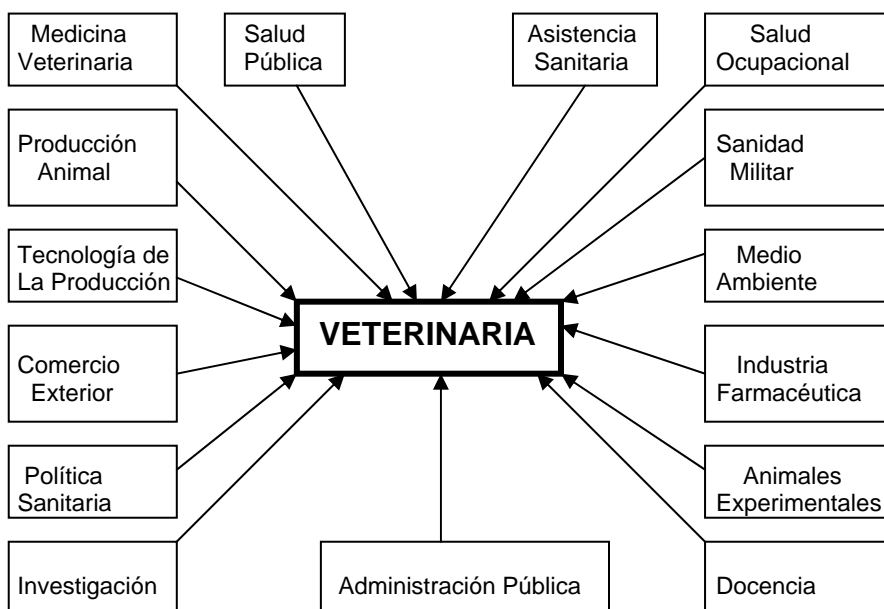 Medicina
Veterinaria
Salud
Pública
Asistencia
Sanitaria
Salud
Ocupacional
Producción
Animal
Sanidad
Militar
Tecnología de
La Producción
Medio
Ambiente
VETERINARIA
Comercio
Exterior
Industria
Farmacéutica
Política
Sanitaria
Animales
Experimentales
Investigación
Administración Pública
Docencia